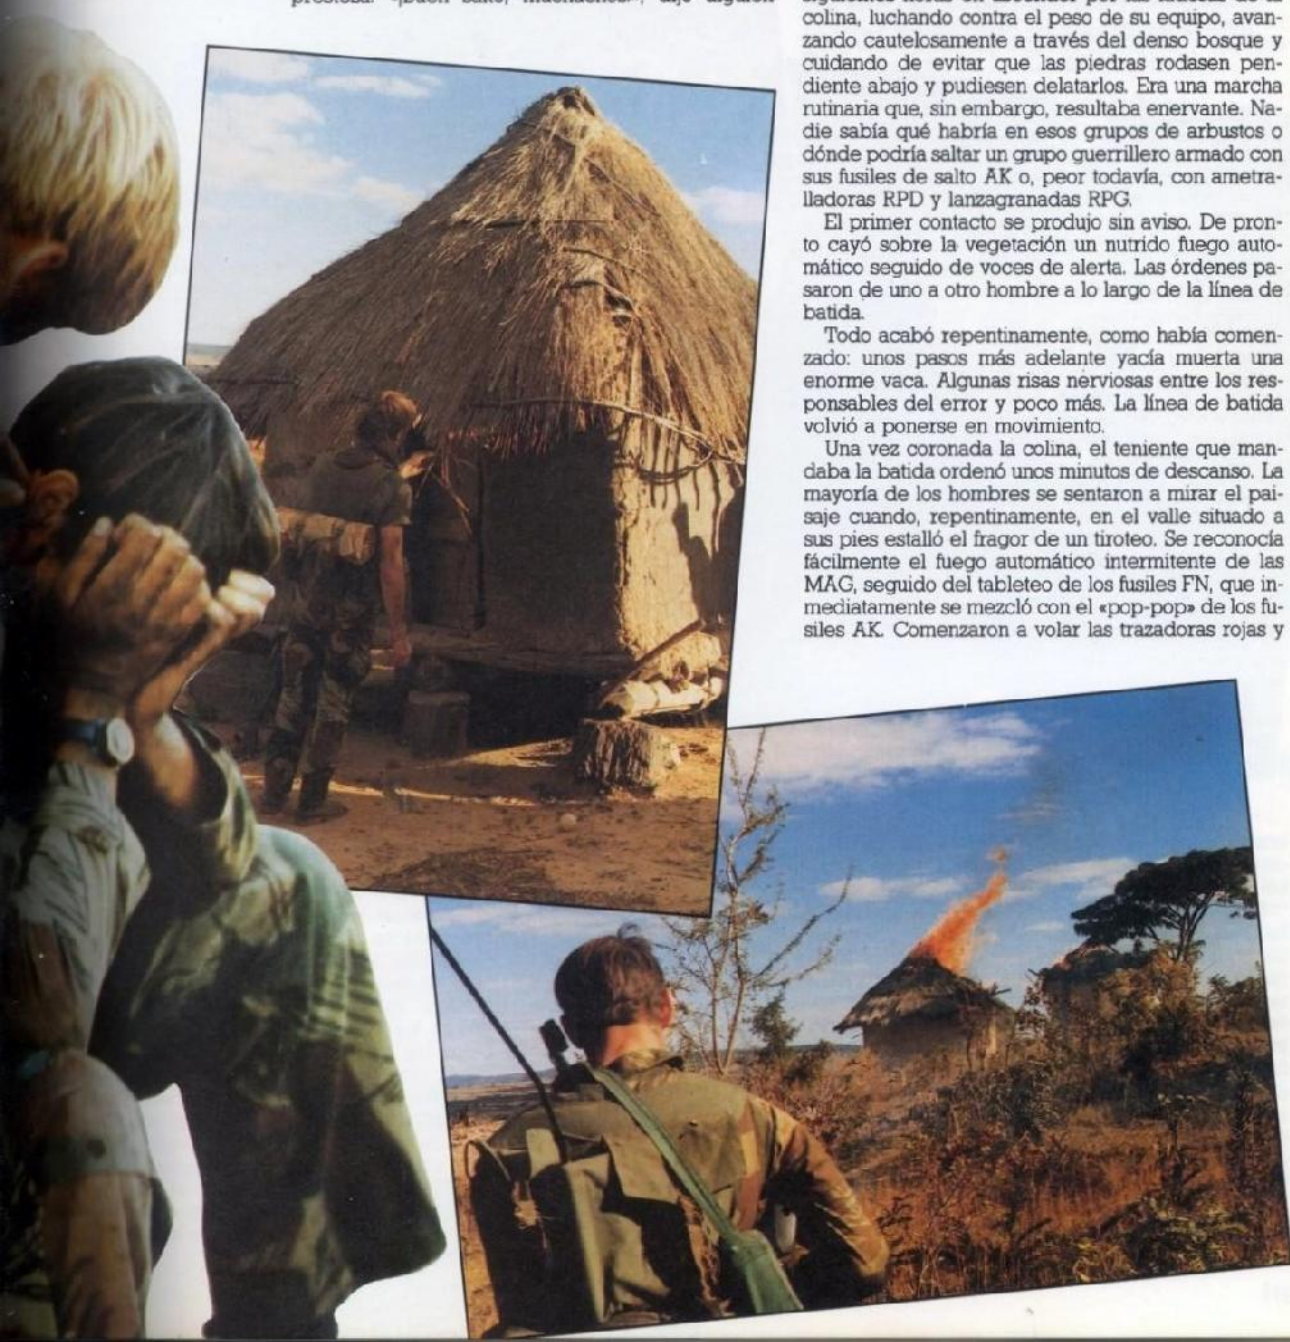 colina, luchando contra el peso de su equipo, avan-
zando cautelosamente a través del denso bosque y
cuidando de evitar que las piedras rodasen pen-
diente abajo y pudiesen delatarlos. Era una marcha
rutinaria que, sin embargo, resultaba enervante. Na-
die sabía qué habría en esos grupos de arbustos o
dónde podría saltar un grupo guerrillero armado con
sus fusiles de salto AK o, peor todavía, con ametra-
lladoras RPD y lanzagranadas RPG.
El primer contacto se produjo sin aviso. De pron-
to cayó sobre la vegetación un nutrido fuego auto-
mático seguido de voces de alerta. Las órdenes pa-
saron de uno a otro hombre a lo largo de la línea de
batida.
Todo acabó repentinamente, como había comen-
zado: unos pasos más adelante yacía muerta una
enorme vaca. Algunas risas nerviosas entre los res-
ponsables del error y poco más. La línea de batida
volvió a ponerse en movimiento.
Una vez coronada la colina, el teniente que man-
daba la batida ordenó unos minutos de descanso. La
mayoría de los hombres se sentaron a mirar el pai-
saje cuando, repentinamente, en el valle situado a
sus pies estalló el fragor de un tiroteo. Se reconocía
fácilmente el fuego automático intermitente de las
MAG, seguido del tableteo de los fusiles FN, que in-
mediatamente se mezcló con el «pop-pop» de los fu-
siles AK. Comenzaron a volar las trazadoras rojas y